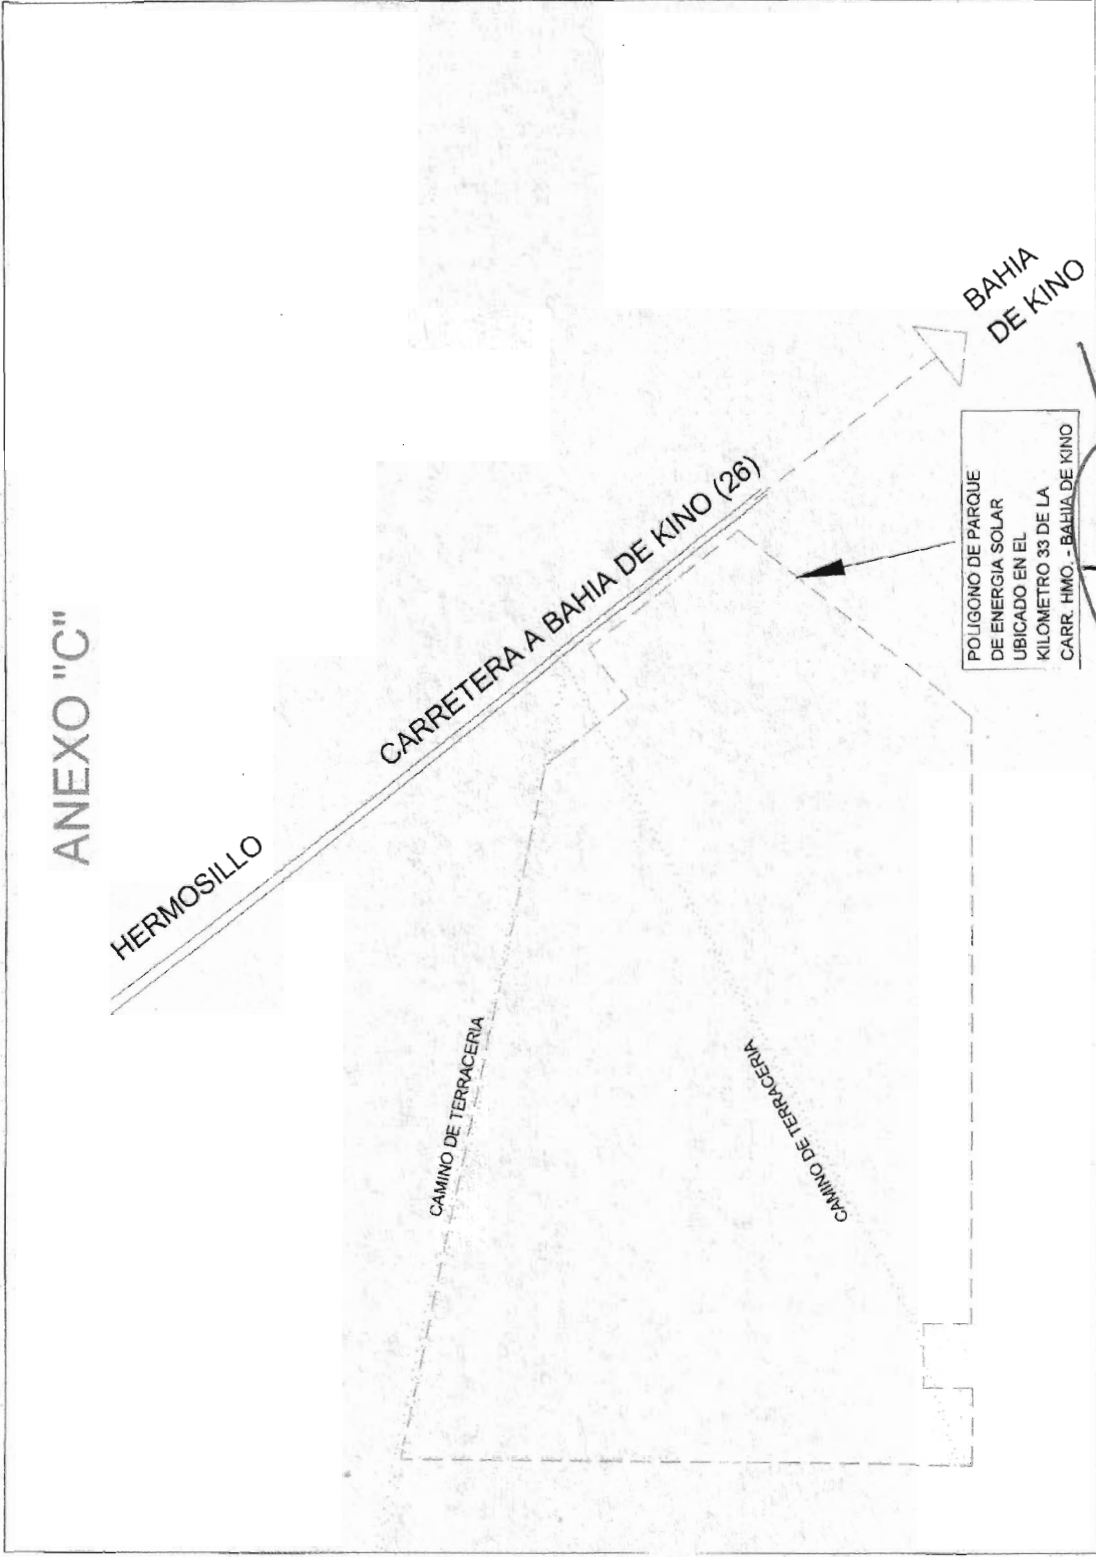 ANEXO "C"
HERMOSILLO
CARRETERA A BAHIA DE KINO (26)
BAHIA
DE KINO
CAMINO DE TERRACERIA
CAMINO DE TERRACERIA
POLIGONO DE PARQUE
DE ENERGIA SOLAR
UBICADO EN EL
KILOMETRO 33 DE LA
CARR. HMO. - BAHIA DE KINO